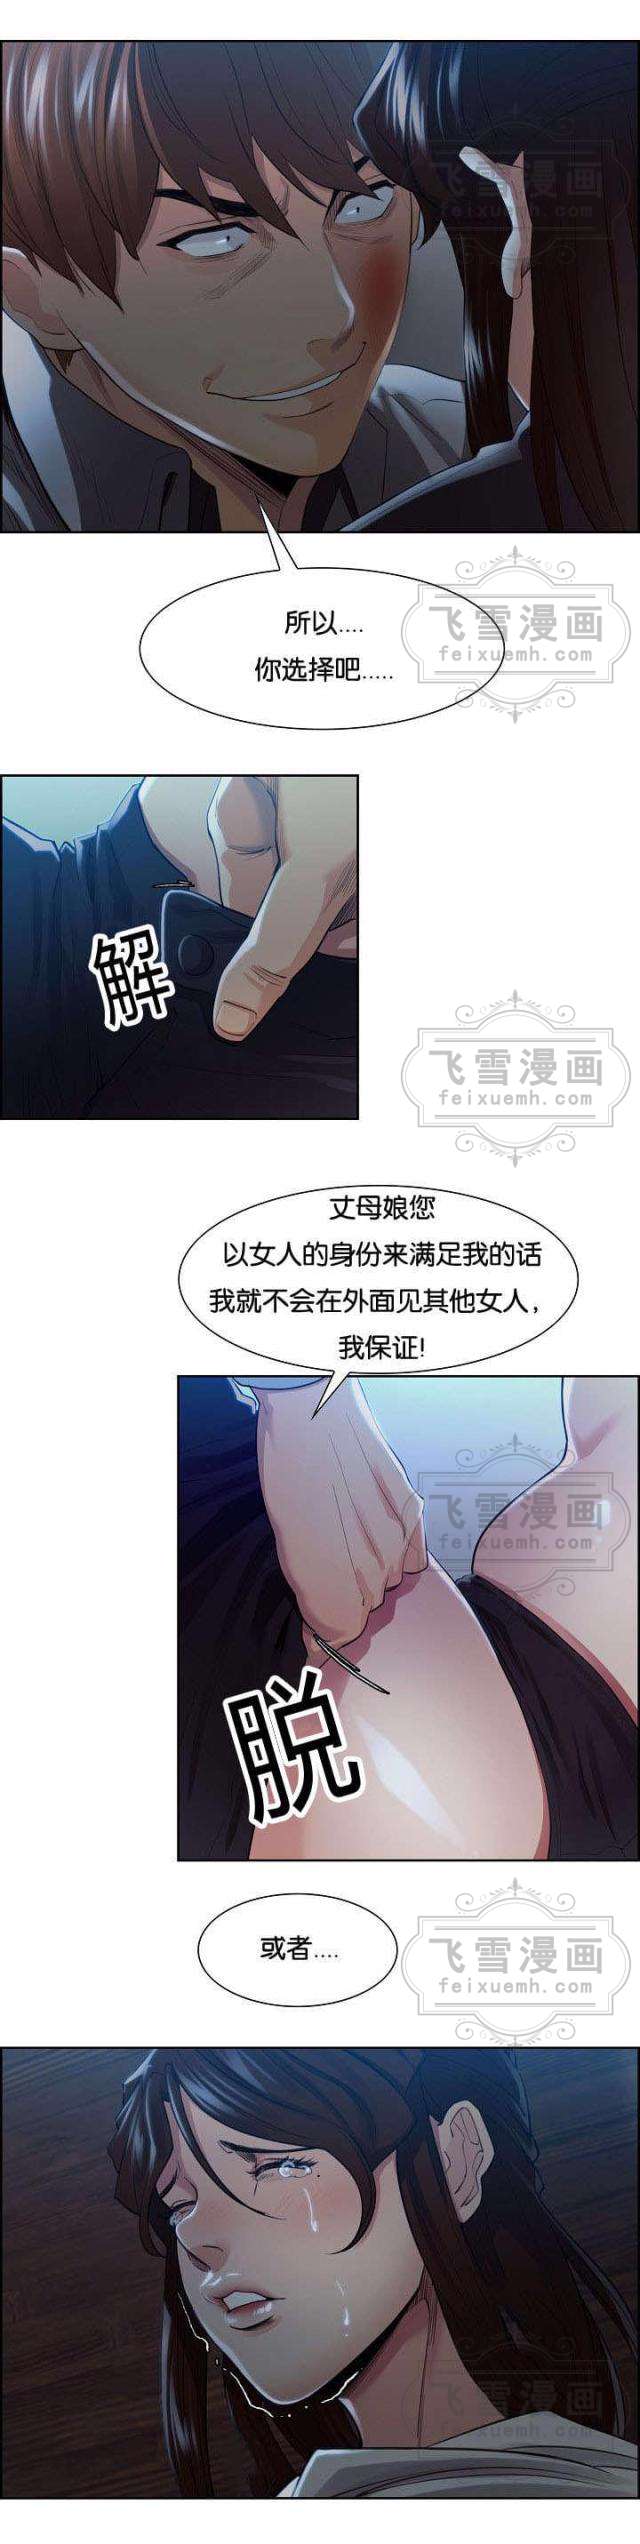 飞雪漫画
feixuemh.com
所以....
你选择吧.....
飞雪漫画
feixuemh.com
解
飞雪漫画
feixuemh.com
丈母娘您
以女人的身份来满足我的话
我就不会在外面见其他女人，
我保证!
飞雪漫画
feixuemh.com
脱
或者....
飞雪漫画
feixuemh.com
飞雪漫画
feixuemh.com